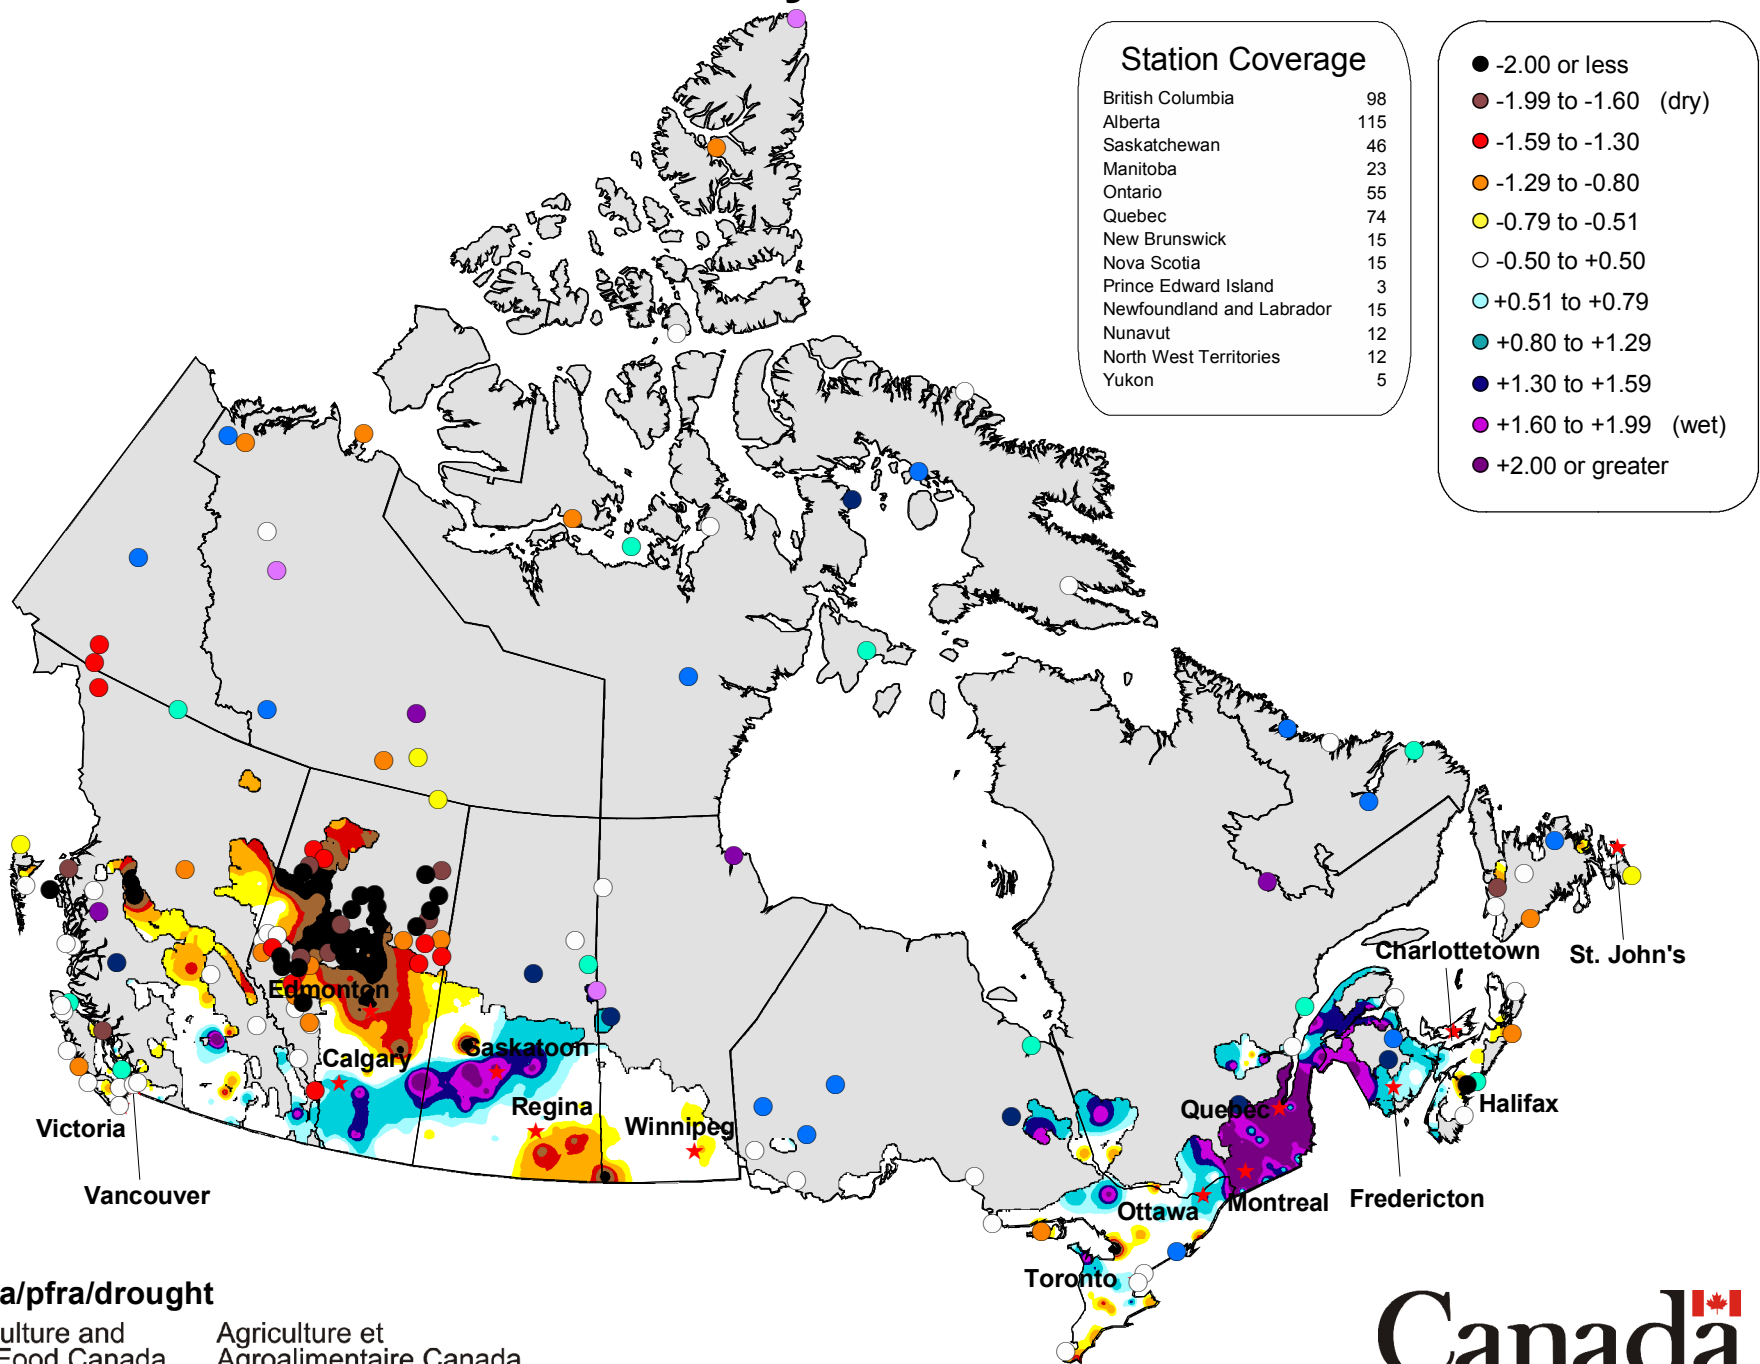 Station Coverage
British Columbia 98
Alberta 115
Saskatchewan 46
Manitoba 23
Ontario 55
Quebec 74
New Brunswick 15
Nova Scotia 15
Prince Edward Island 3
Newfoundland and Labrador 15
Nunavut 12
North West Territories 12
Yukon 5
-2.00 or less
-1.99 to -1.60 (dry)
-1.59 to -1.30
-1.29 to -0.80
-0.79 to -0.51
-0.50 to +0.50
+0.51 to +0.79
+0.80 to +1.29
+1.30 to +1.59
+1.60 to +1.99 (wet)
+2.00 or greater
Charlottetown
St. John's
Edmonton
Calgary
Saskatoon
Regina
Winnipeg
Quebec
Halifax
Victoria
Vancouver
Ottawa
Montreal
Fredericton
Toronto
a/pfra/drought
ulture and
Food Canada
Agriculture et
Agroalimentaire Canada
Canada